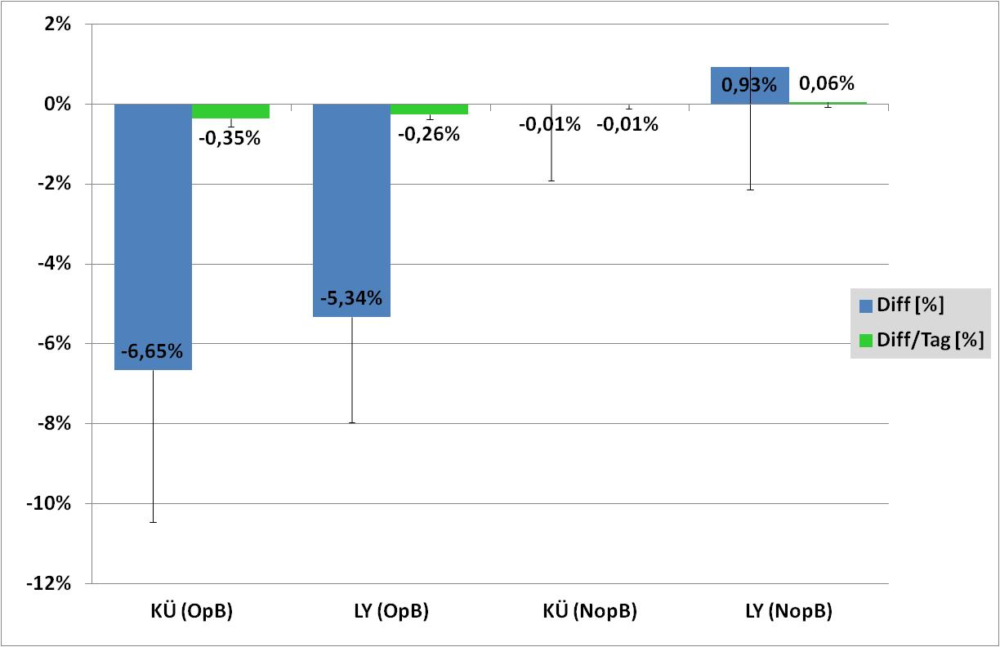 2%
0%
-2%
-4%
-6%
-8%
-10%
-12%
-6,65%
-0,35%
-5,34%
-0,26%
-0,01%
-0,01%
0,93%
0,06%
KÜ (OpB)
LY (OpB)
KÜ (NopB)
LY (NopB)
Diff [%]
Diff/Tag [%]